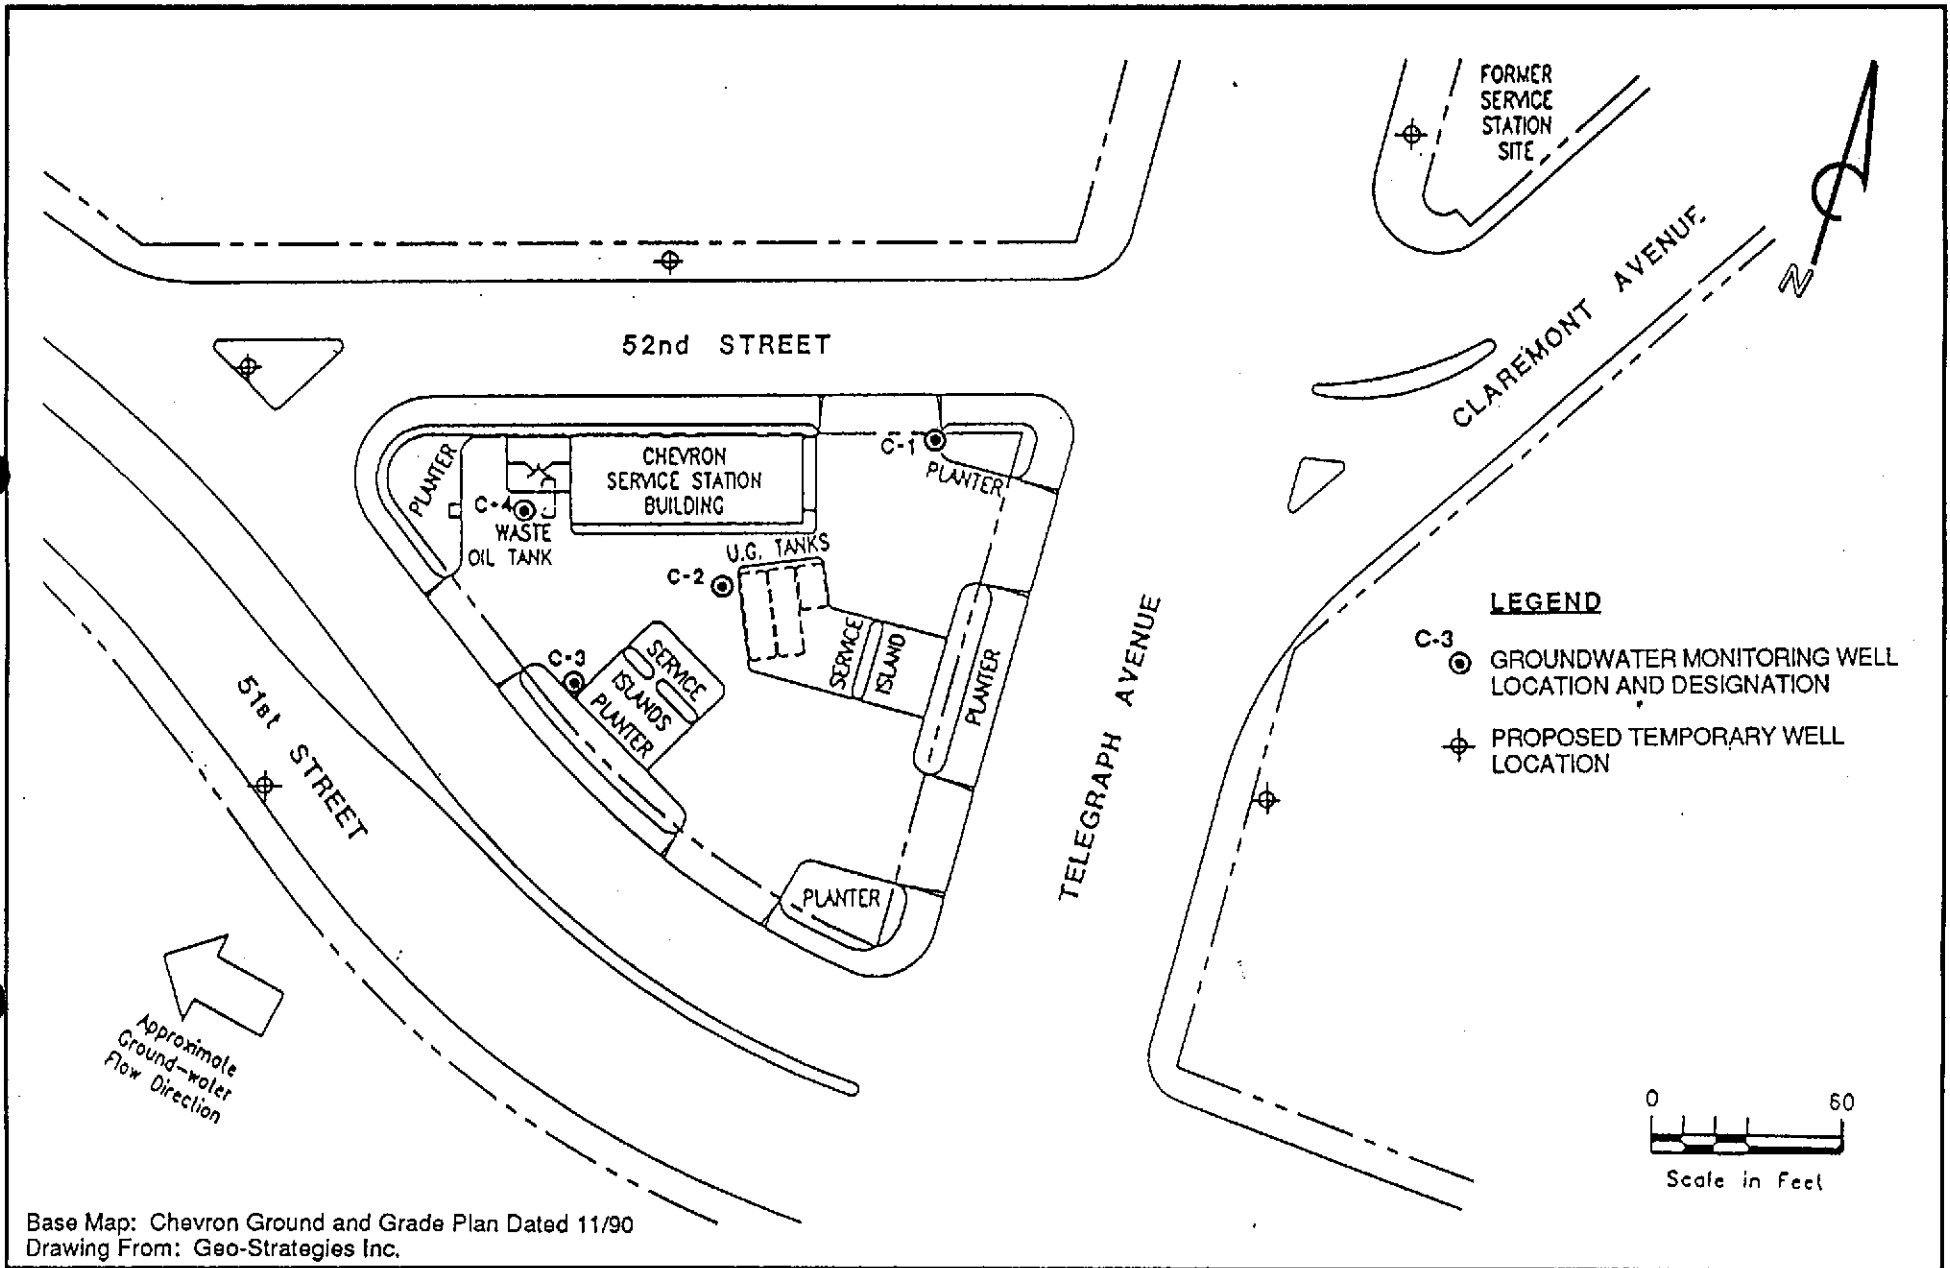 FORMER
SERVICE
STATION
SITE
N
CLAREMONT AVENUE
52nd STREET
C-1
PLANTER
CHEVRON
SERVICE STATION
BUILDING
PLANTER
C-4
WASTE
OIL TANK
U.G. TANKS
C-2
SERVICE
ISLAND
PLANTER
C-3
SERVICE
ISLANDS
PLANTER
PLANTER
51st STREET
TELEGRAPH AVENUE
LEGEND
C-3
GROUNDWATER MONITORING WELL
LOCATION AND DESIGNATION
PROPOSED TEMPORARY WELL
LOCATION
Approximate
Ground-water
Flow Direction
0 60
Scale in Feet
Base Map: Chevron Ground and Grade Plan Dated 11/90
Drawing From: Geo-Strategies Inc.